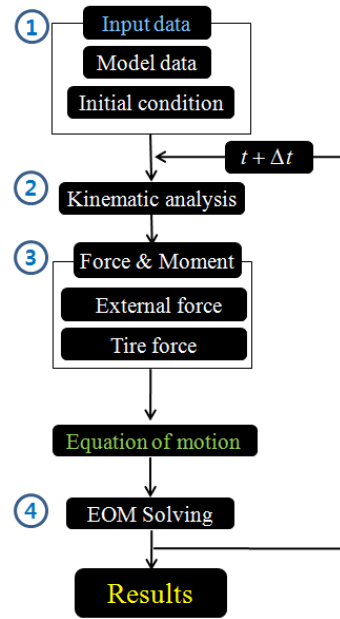 1
Input data
Model data
Initial condition
t + Δt
2
Kinematic analysis
3
Force & Moment
External force
Tire force
Equation of motion
4
EOM Solving
Results